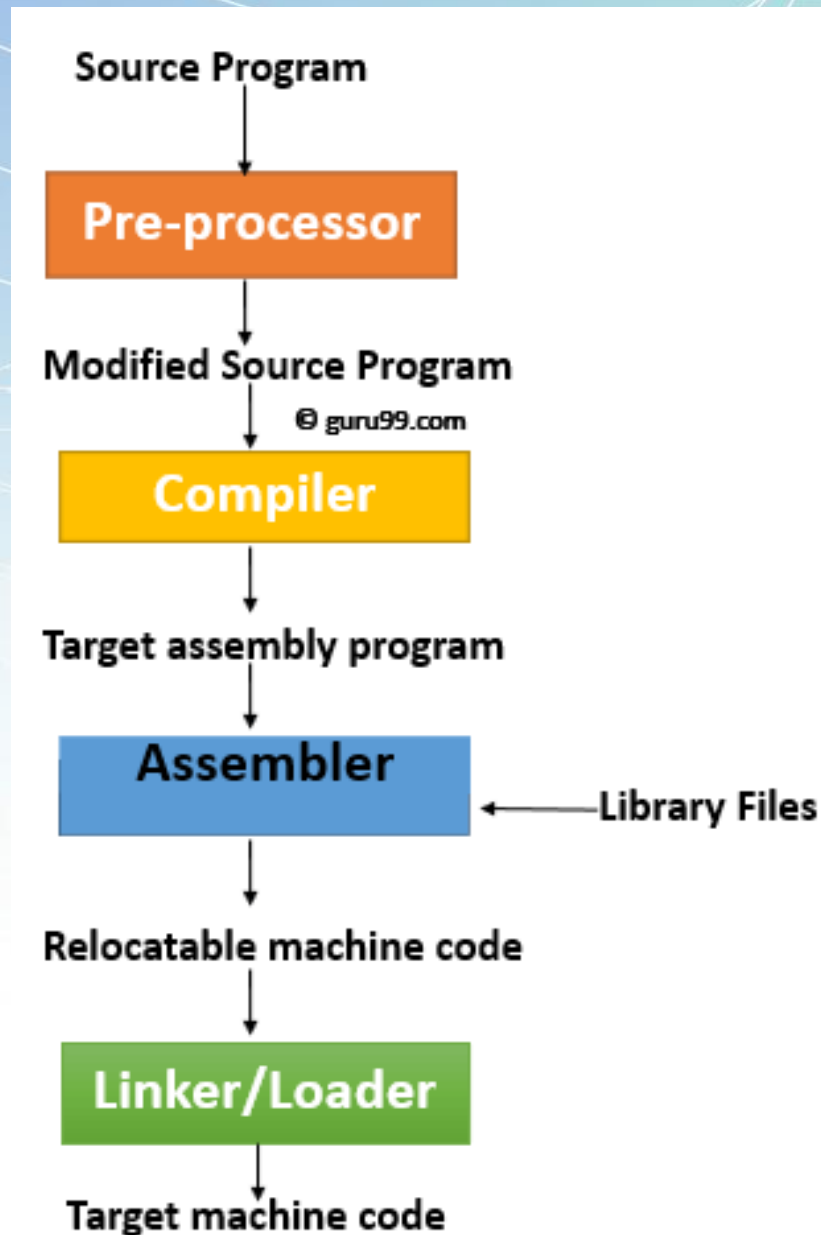 Source Program
Pre-processor
Modified Source Program
© guru99.com
Compiler
Target assembly program
Assembler
Library Files
Relocatable machine code
Linker/Loader
Target machine code